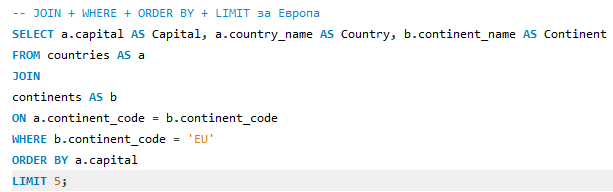 -- JOIN + WHERE + ORDER BY + LIMIT за Европа
SELECT a.capital AS Capital, a.country_name AS Country, b.continent_name AS Continent
FROM countries AS a
JOIN
continents AS b
ON a.continent_code = b.continent_code
WHERE b.continent_code = 'EU'
ORDER BY a.capital
LIMIT 5;